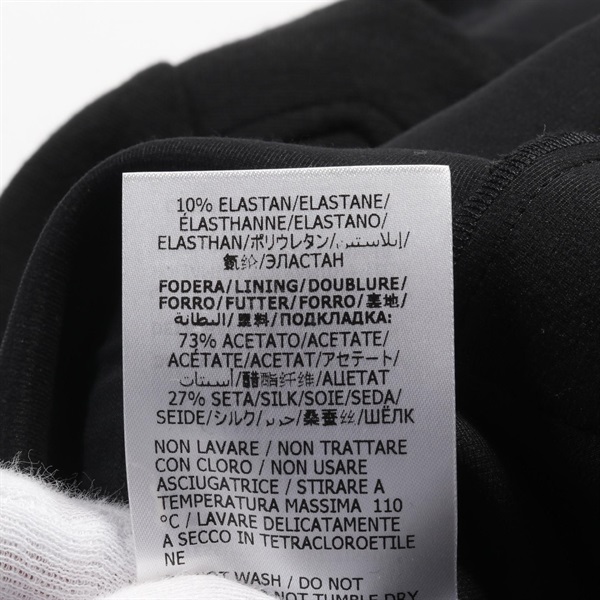 10% ELASTAN/ELASTANE/
ÉLASTHANNE/ELASTANO/
ELASTHAN/ポリウレタン/إيلاستين/
氨纶/ЭЛАСТАН
FODERA/LINING/DOUBLURE/
FORRO/FUTTER/FORRO/裏地/
البطانة/里料/ПОДКЛАДКА:
73% ACETATO/ACETATE/
ACÉTATE/ACETAT/アセテート/
أسيتات/醋酯纤维/АЦЕТАТ
27% SETA/SILK/SOIE/SEDA/
SEIDE/シルク/حرير/桑蚕丝/ШЁЛК
NON LAVARE / NON TRATTARE
CON CLORO / NON USARE
ASCIUGATRICE / STIRARE A
TEMPERATURA MASSIMA 110
°C / LAVARE DELICATAMENTE
A SECCO IN TETRACLOROETILE
NE
NOT WASH / DO NOT
NOT TUMBLE DRY